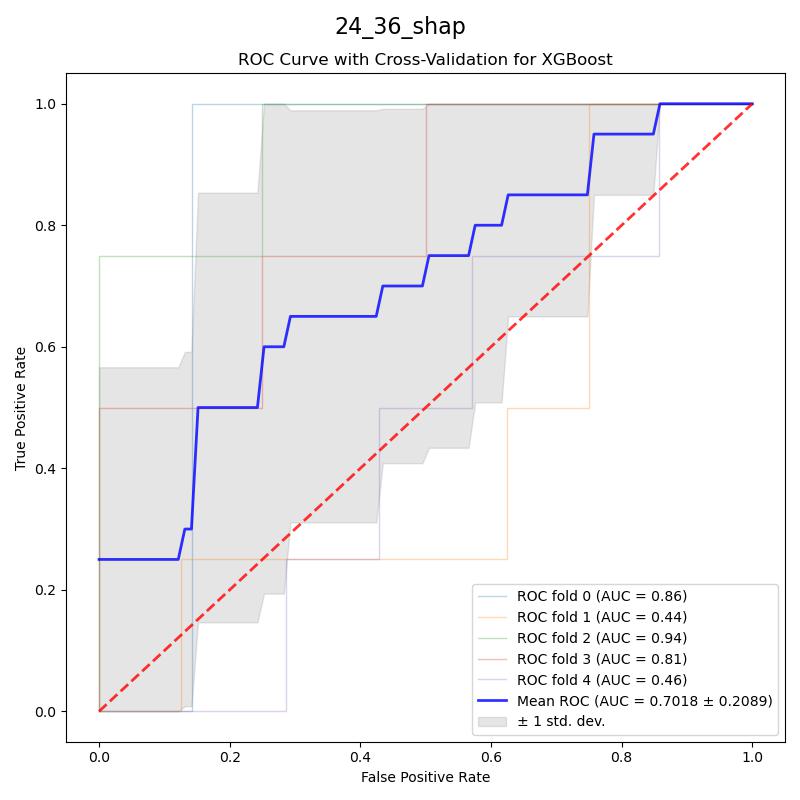 24_36_shap
ROC Curve with Cross-Validation for XGBoost
1.0
0.8
0.6
0.4
0.2
0.0
True Positive Rate
0.0 0.2 0.4 0.6 0.8 1.0
False Positive Rate
ROC fold 0 (AUC = 0.86)
ROC fold 1 (AUC = 0.44)
ROC fold 2 (AUC = 0.94)
ROC fold 3 (AUC = 0.81)
ROC fold 4 (AUC = 0.46)
Mean ROC (AUC = 0.7018 ± 0.2089)
± 1 std. dev.